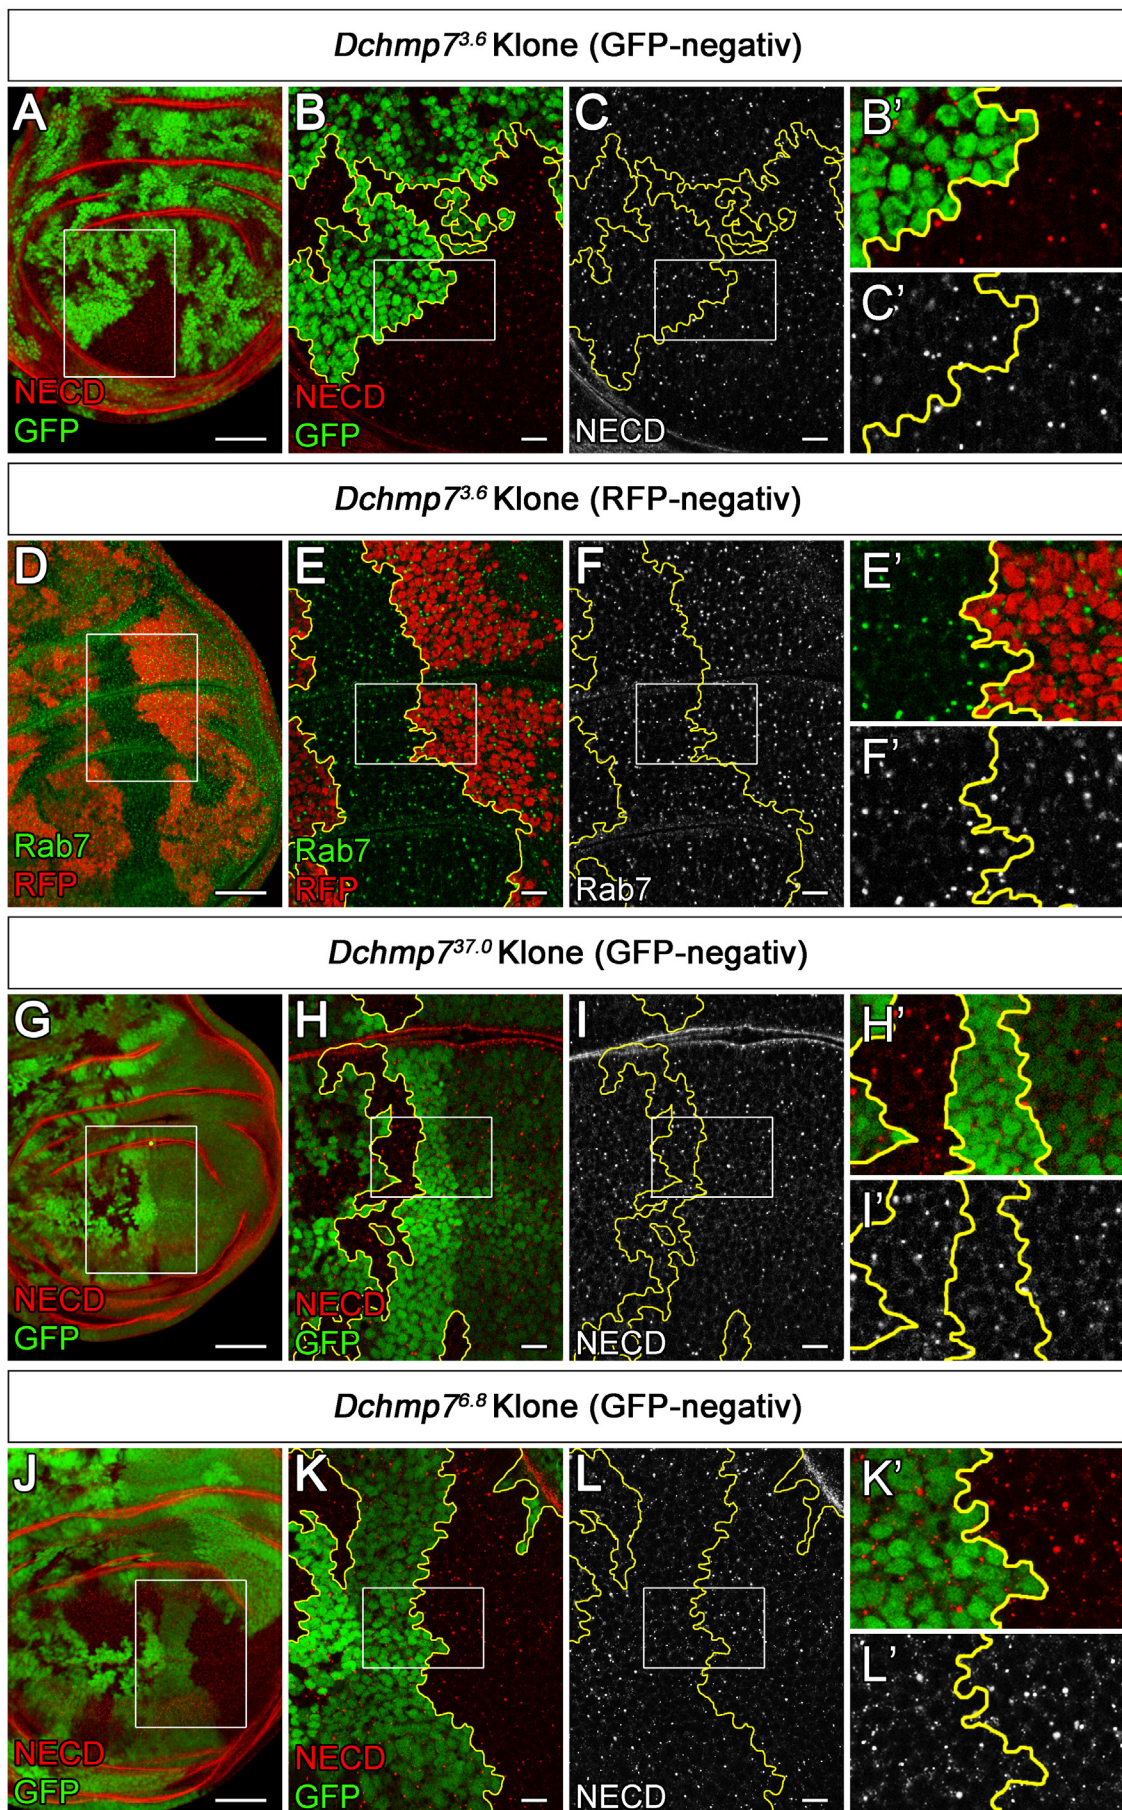 Dchmp7^3.6 Klone (GFP-negativ)
A
NECD
GFP
B
NECD
GFP
C
NECD
B’
C’
Dchmp7^3.6 Klone (RFP-negativ)
D
Rab7
RFP
E
Rab7
RFP
F
Rab7
E’
F’
Dchmp7^37.0 Klone (GFP-negativ)
G
NECD
GFP
H
NECD
GFP
I
NECD
H’
I’
Dchmp7^6.8 Klone (GFP-negativ)
J
NECD
GFP
K
NECD
GFP
L
NECD
K’
L’